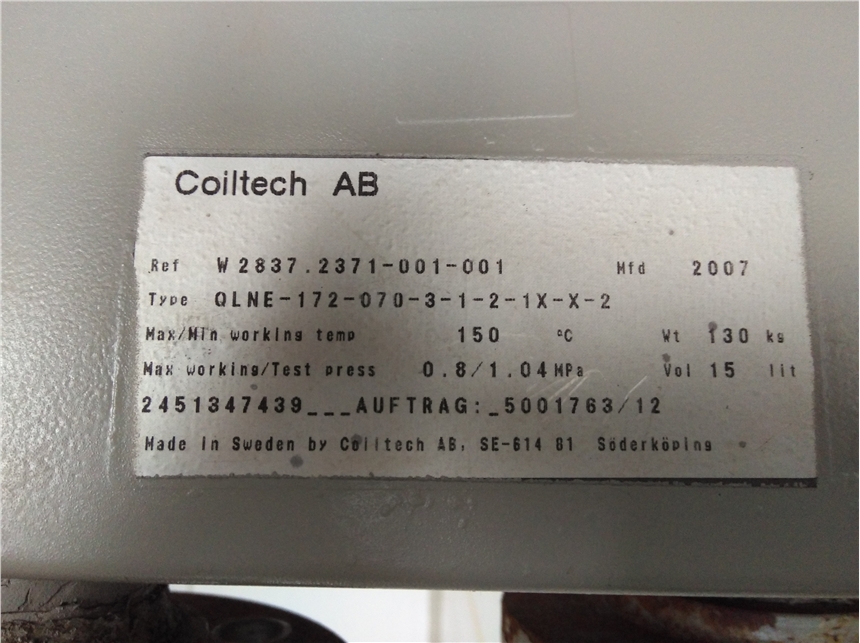 Coiltech AB
Ref W2837.2371-001-001 Mfd 2007
Type QLNE-172-070-3-1-2-1X-X-2
Max/Min working temp 150 °C Wt 130 kg
Max working/Test press 0.8/1.04 MPa Vol 15 lit
2451347439___AUFTRAG:_5001763/12
Made in Sweden by Coiltech AB, SE-614 81 Söderköping